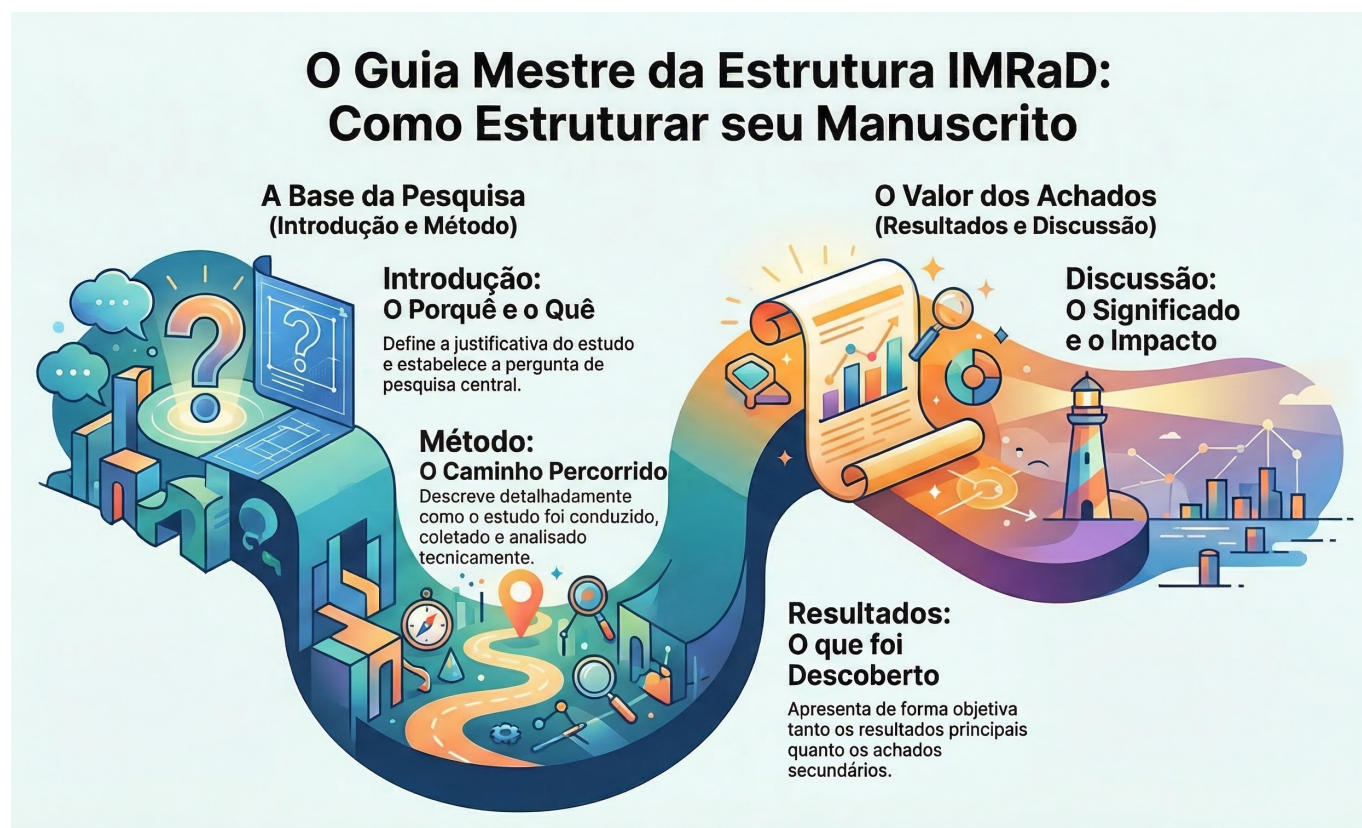 O Guia Mestre da Estrutura IMRaD:
Como Estruturar seu Manuscrito
A Base da Pesquisa
(Introdução e Método)
Introdução:
O Porquê e o Quê
Define a justificativa do estudo
e estabelece a pergunta de
pesquisa central.
Método:
O Caminho Percorrido
Descreve detalhadamente
como o estudo foi conduzido,
coletado e analisado
tecnicamente.
O Valor dos Achados
(Resultados e Discussão)
Resultados:
O que foi
Descoberto
Apresenta de forma objetiva
tanto os resultados principais
quanto os achados
secundários.
Discussão:
O Significado
e o Impacto